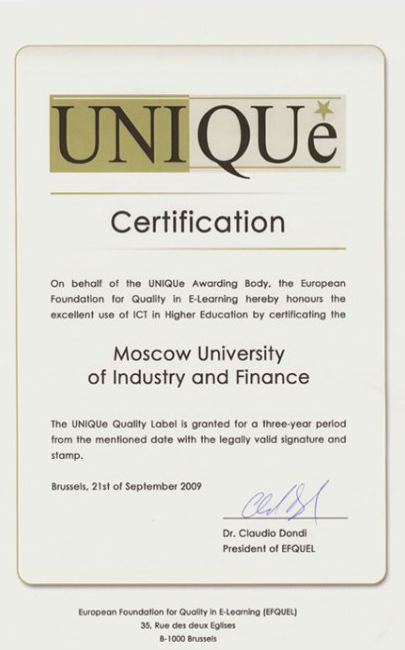 UNIQUe
Certification
On behalf of the UNIQUe Awarding Body, the European
Foundation for Quality in E-Learning hereby honours the
excellent use of ICT in Higher Education by certificating the
Moscow University
of Industry and Finance
The UNIQUe Quality Label is granted for a three-year period
from the mentioned date with the legally valid signature and
stamp.
Brussels, 21st of September 2009
Dr. Claudio Dondi
President of EFQUEL
European Foundation for Quality in E-Learning (EFQUEL)
35, Rue des deux Eglises
B-1000 Brussels